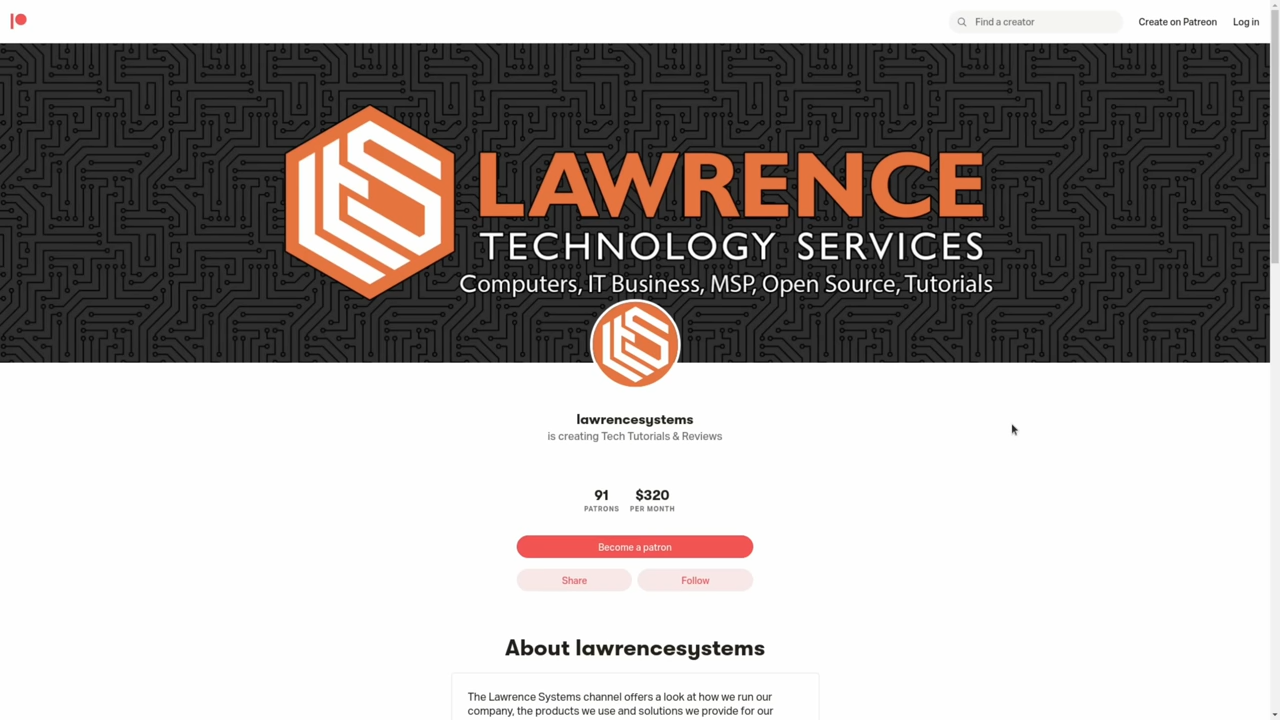 Find a creator
Create on Patreon
Log in
LAWRENCE
TECHNOLOGY SERVICES
Computers, IT Business, MSP, Open Source, Tutorials
lawrencesystems
is creating Tech Tutorials & Reviews
91 $320
PATRONS PER MONTH
Become a patron
Share Follow
About lawrencesystems
The Lawrence Systems channel offers a look at how we run our
company, the products we use and solutions we provide for our